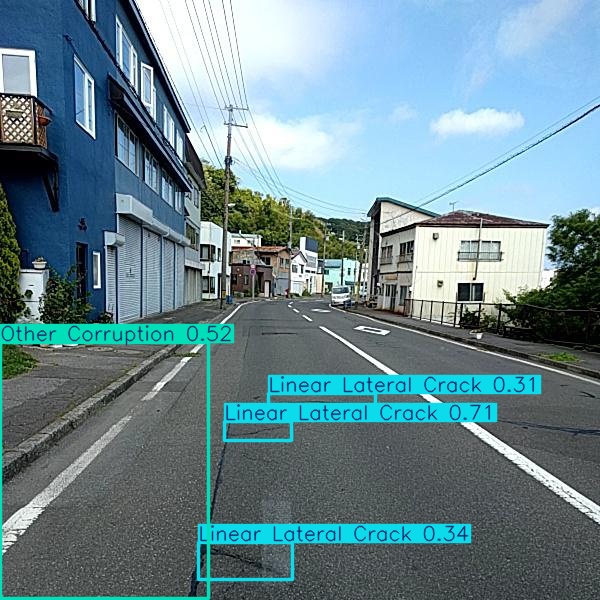 Other Corruption 0.52
Linear Lateral Crack 0.31
Linear Lateral Crack 0.71
Linear Lateral Crack 0.34